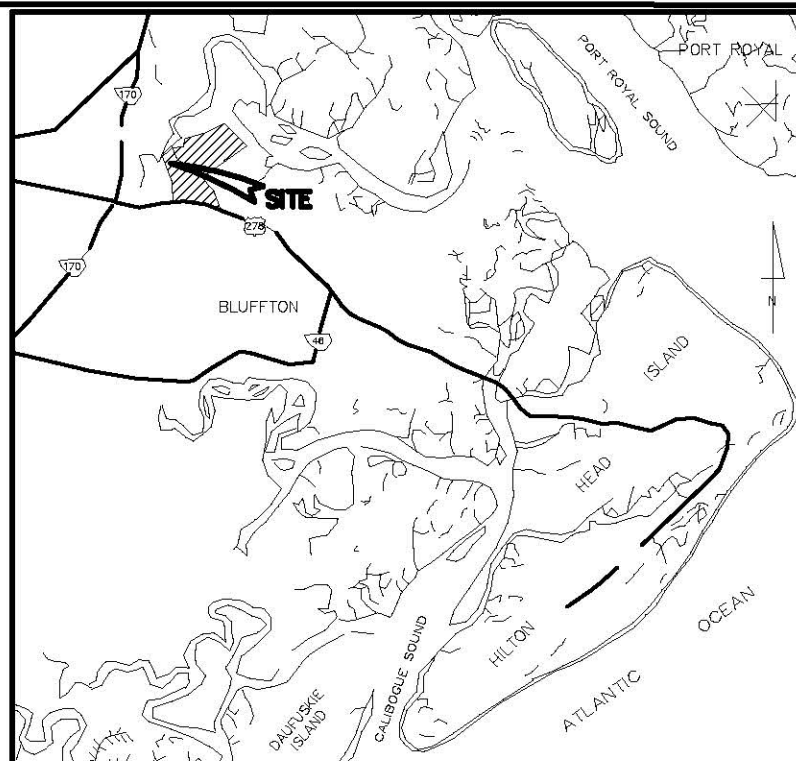 PORT ROYAL
PORT ROYAL SOUND
170
SITE
278
170
BLUFFTON
46
N
ISLAND
HEAD
HILTON
OCEAN
ATLANTIC
CALIBOGUE SOUND
DAUFUSKIE
ISLAND